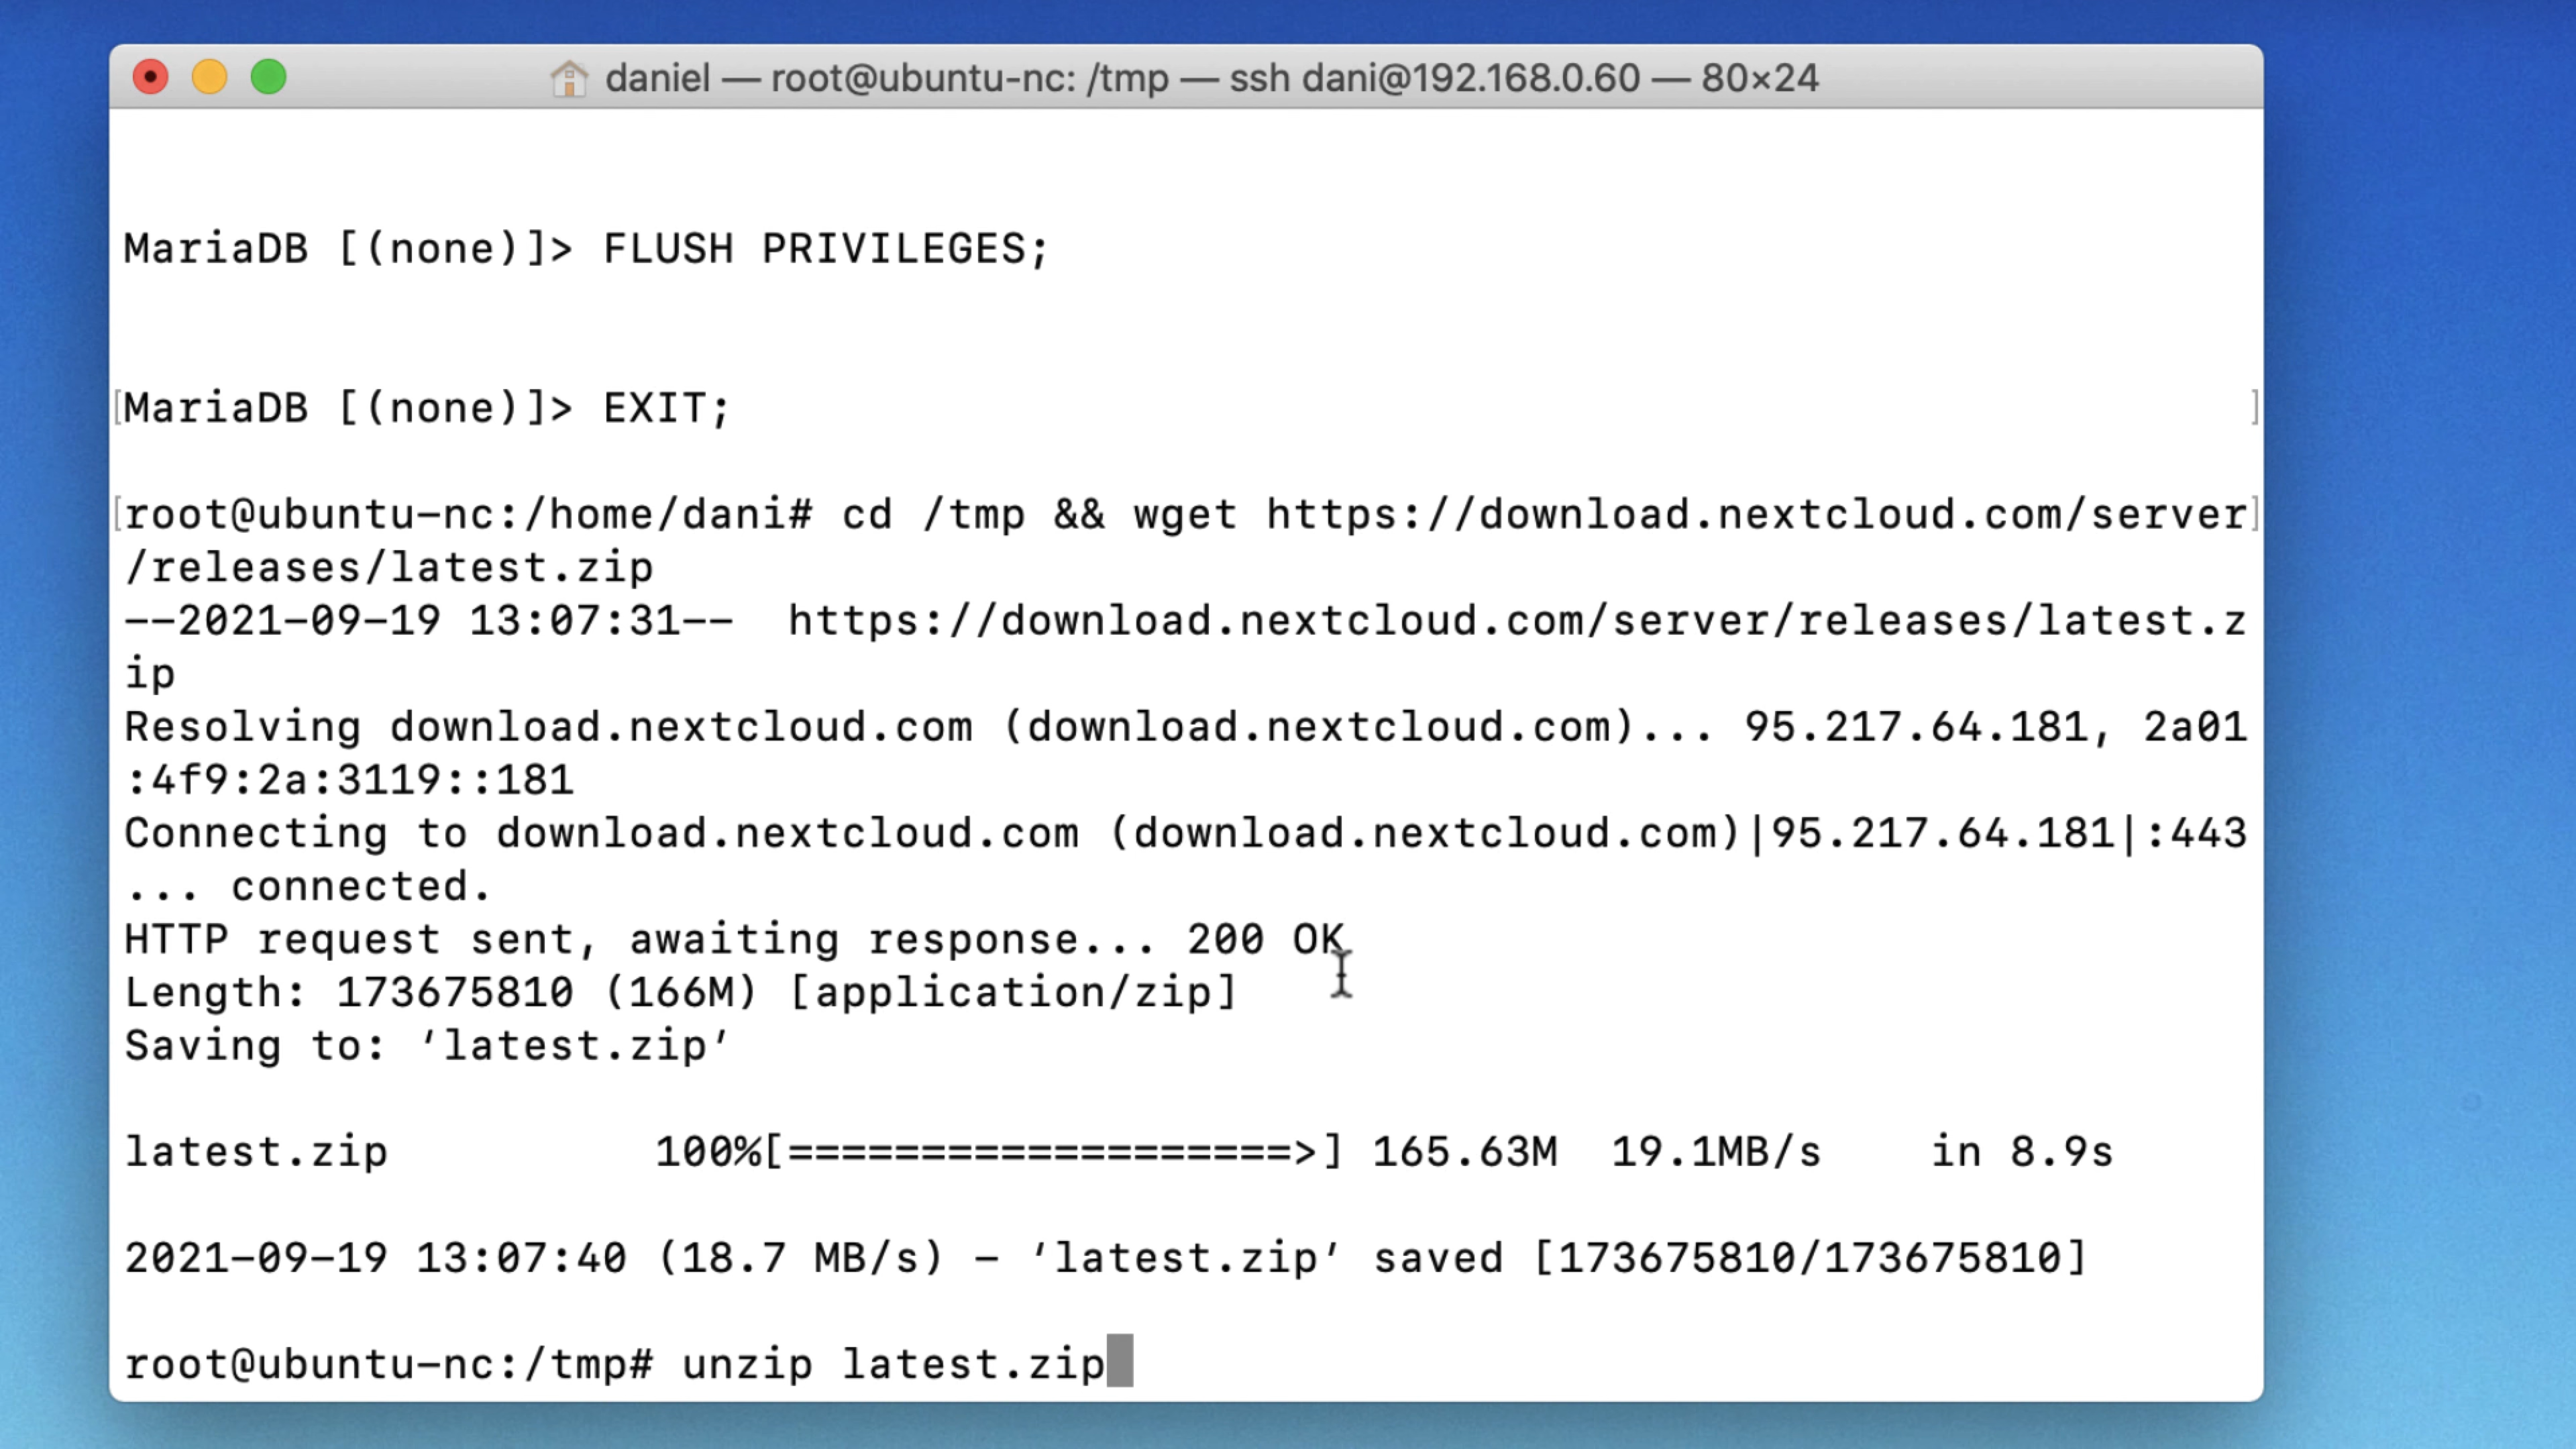 daniel — root@ubuntu-nc: /tmp — ssh dani@192.168.0.60 — 80×24
MariaDB [(none)]> FLUSH PRIVILEGES;
[MariaDB [(none)]> EXIT; ]
[root@ubuntu-nc:/home/dani# cd /tmp && wget https://download.nextcloud.com/server]
/releases/latest.zip
--2021-09-19 13:07:31--  https://download.nextcloud.com/server/releases/latest.z
ip
Resolving download.nextcloud.com (download.nextcloud.com)... 95.217.64.181, 2a01
:4f9:2a:3119::181
Connecting to download.nextcloud.com (download.nextcloud.com)|95.217.64.181|:443
... connected.
HTTP request sent, awaiting response... 200 OK
Length: 173675810 (166M) [application/zip]
Saving to: ‘latest.zip’
latest.zip          100%[===================>] 165.63M  19.1MB/s    in 8.9s
2021-09-19 13:07:40 (18.7 MB/s) - ‘latest.zip’ saved [173675810/173675810]
root@ubuntu-nc:/tmp# unzip latest.zip